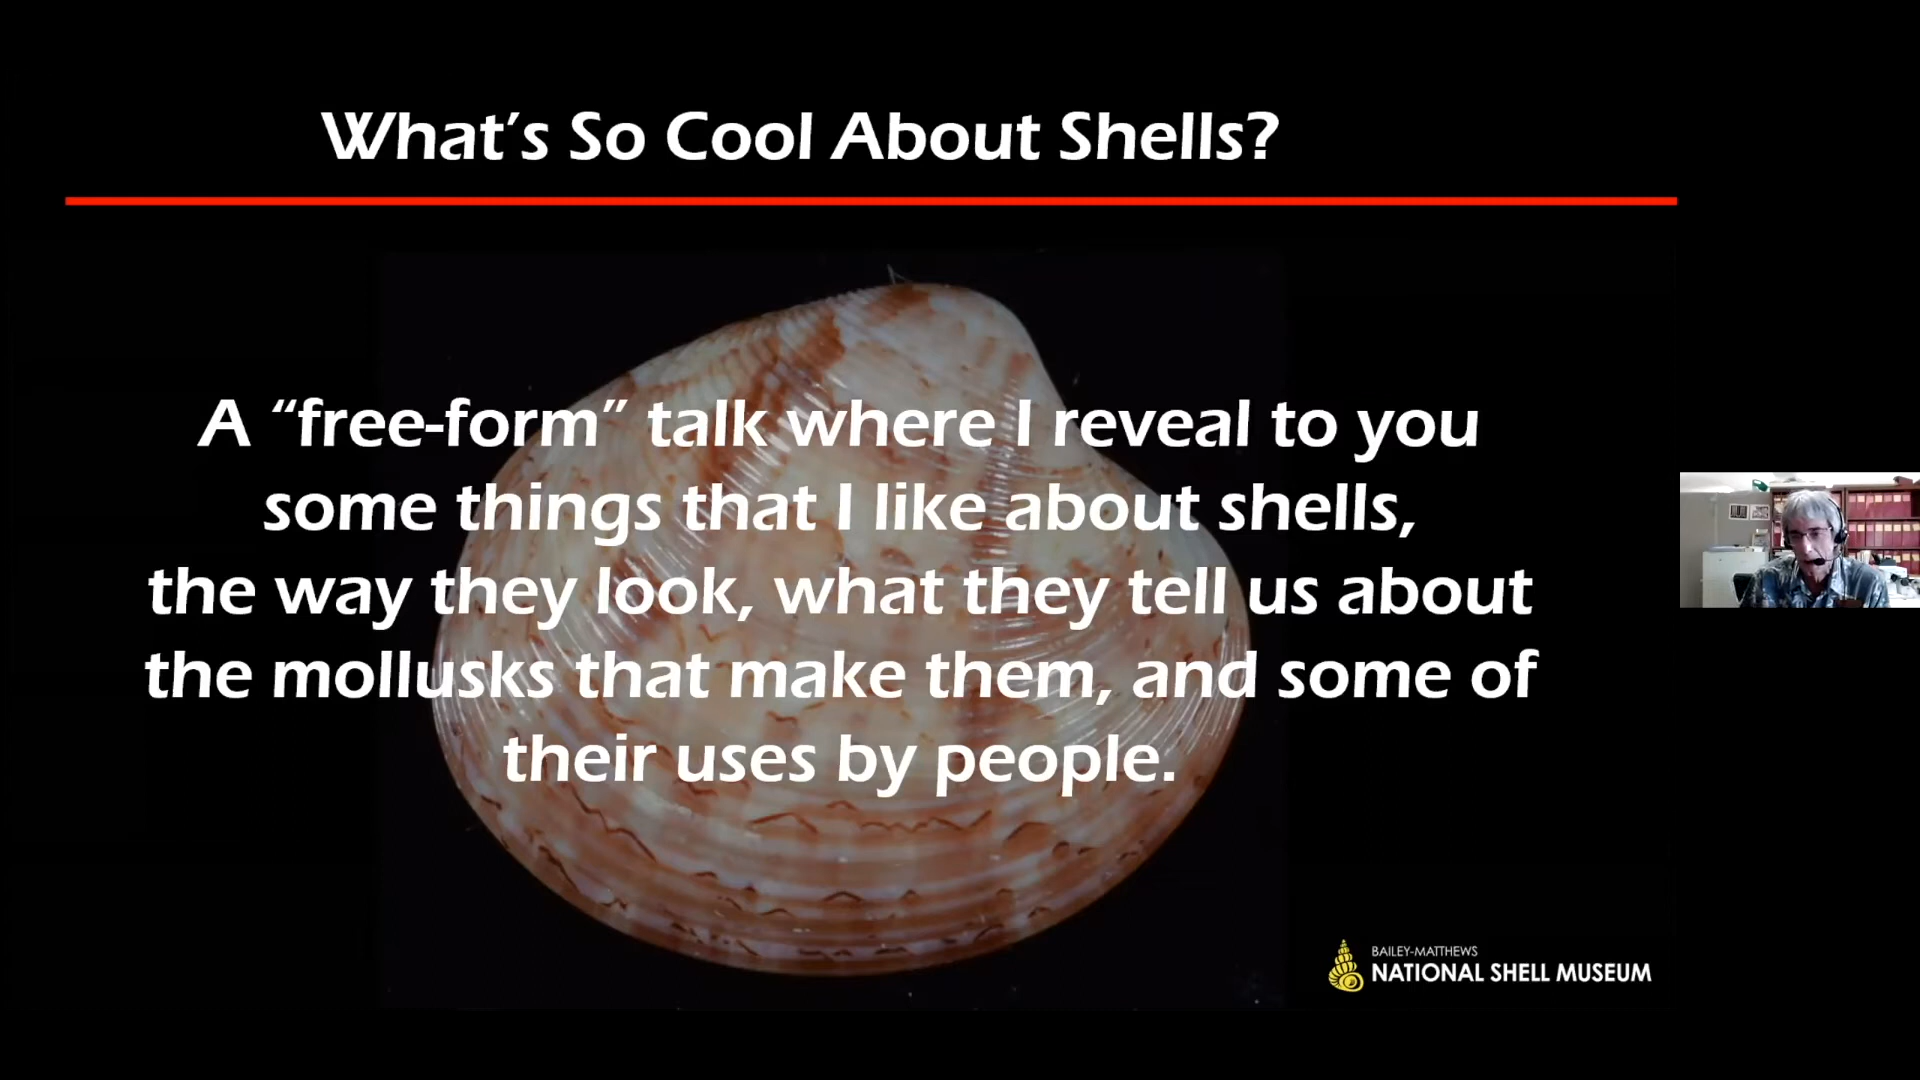 What's So Cool About Shells?
A “free-form” talk where I reveal to you
some things that I like about shells,
the way they look, what they tell us about
the mollusks that make them, and some of
their uses by people.
BAILEY-MATTHEWS
NATIONAL SHELL MUSEUM